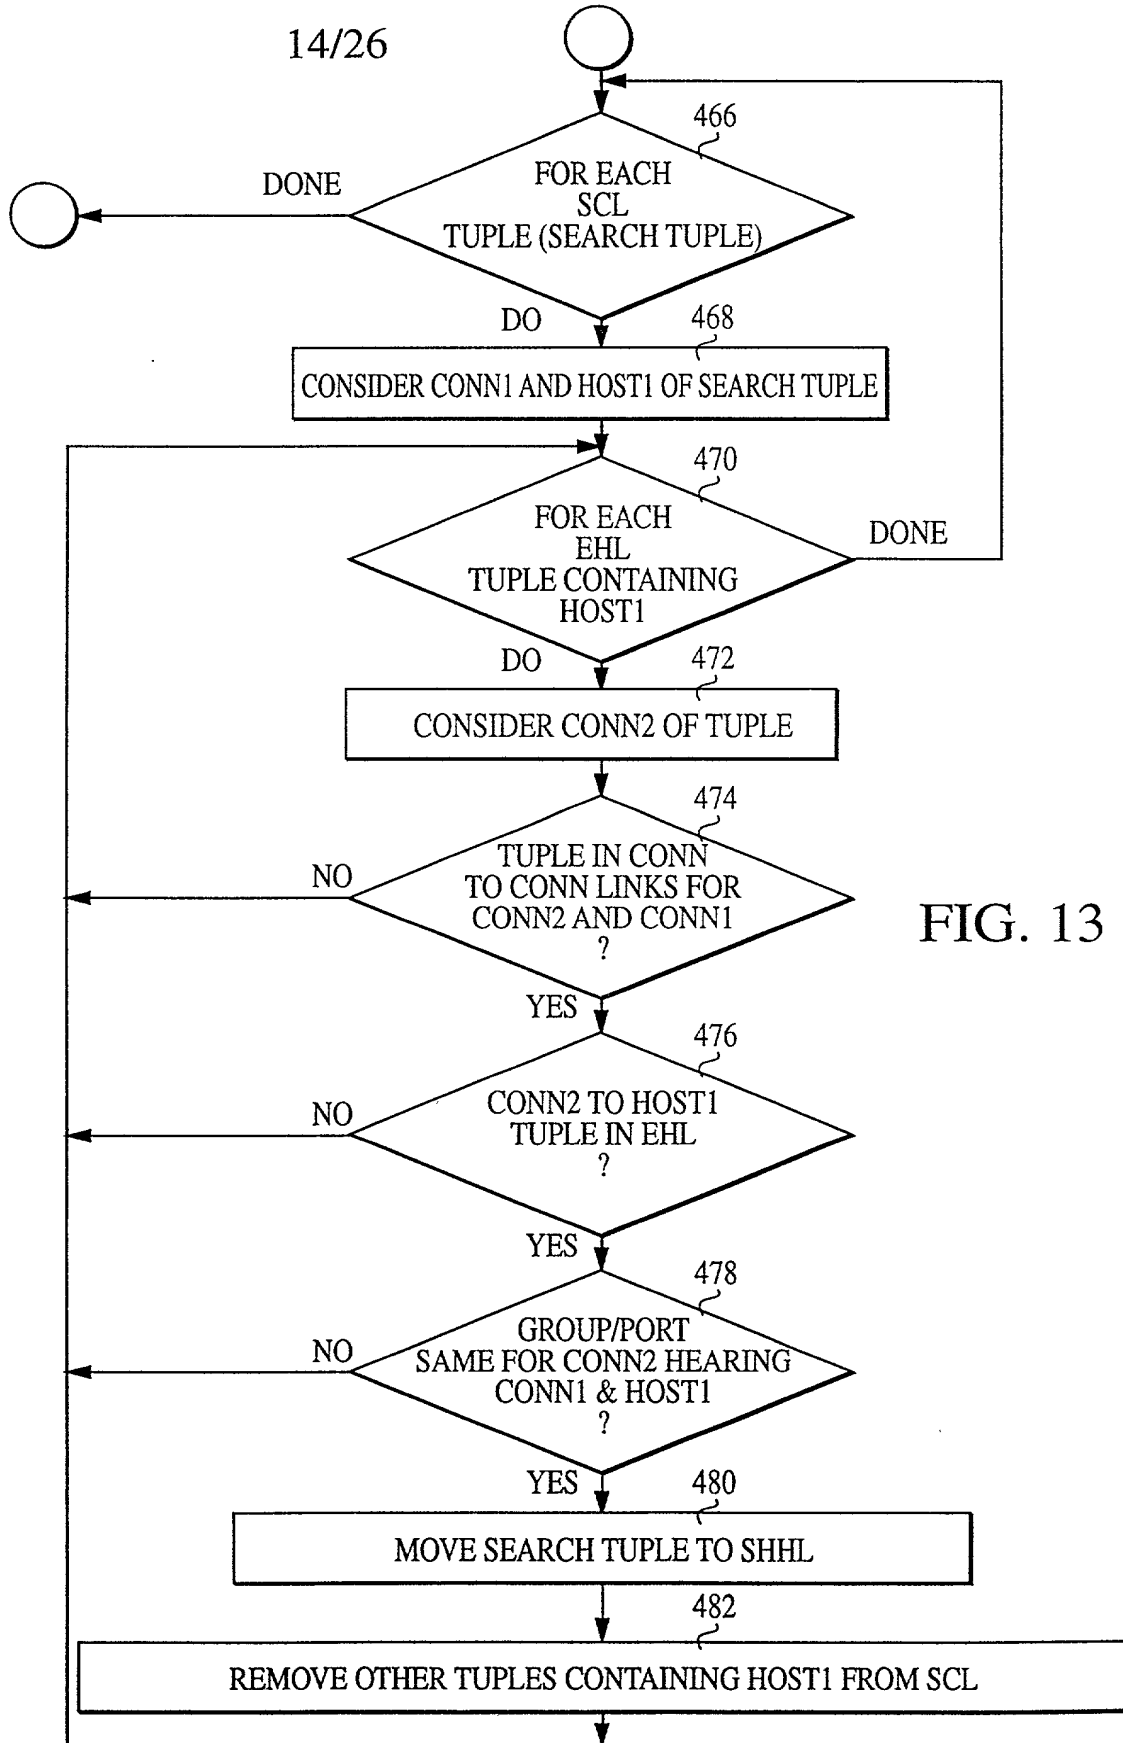 14/26
466
FOR EACH
SCL
TUPLE (SEARCH TUPLE)
DONE
DO
468
CONSIDER CONN1 AND HOST1 OF SEARCH TUPLE
470
FOR EACH
EHL
TUPLE CONTAINING
HOST1
DONE
DO
472
CONSIDER CONN2 OF TUPLE
474
TUPLE IN CONN
TO CONN LINKS FOR
CONN2 AND CONN1
?
NO
FIG. 13
YES
476
CONN2 TO HOST1
TUPLE IN EHL
?
NO
YES
478
GROUP/PORT
SAME FOR CONN2 HEARING
CONN1 & HOST1
?
NO
YES
480
MOVE SEARCH TUPLE TO SHHL
482
REMOVE OTHER TUPLES CONTAINING HOST1 FROM SCL